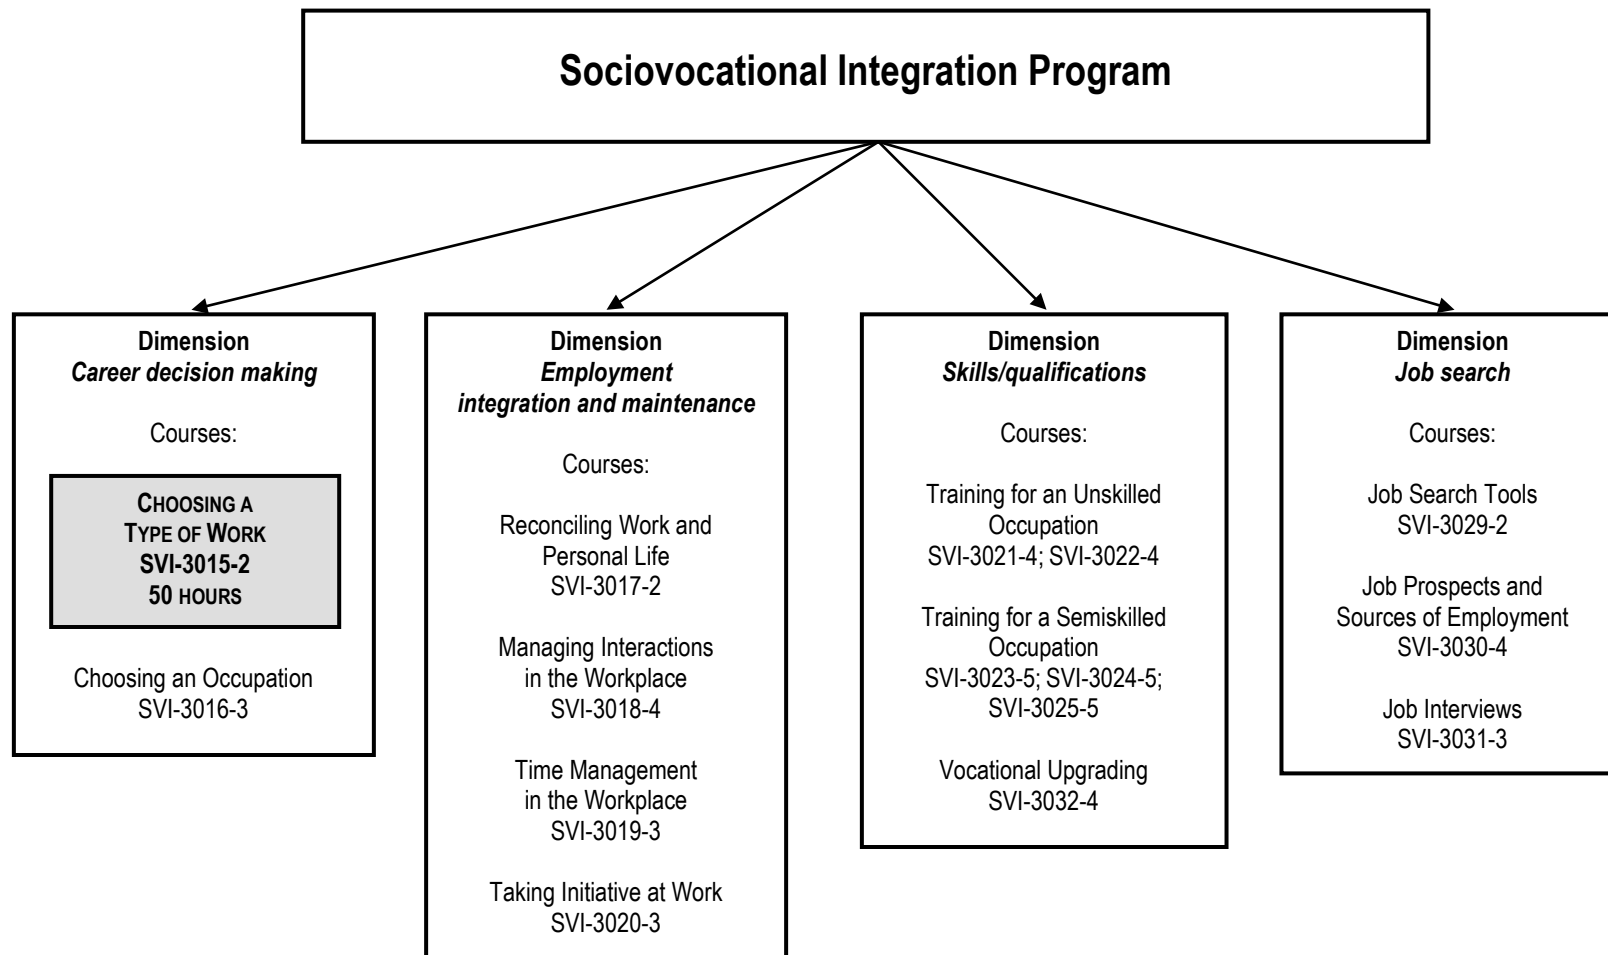 Sociovocational Integration Program
Dimension
Career decision making
Courses:
CHOOSING A
TYPE OF WORK
SVI-3015-2
50 HOURS
Choosing an Occupation
SVI-3016-3
Dimension
Employment
integration and maintenance
Courses:
Reconciling Work and
Personal Life
SVI-3017-2
Managing Interactions
in the Workplace
SVI-3018-4
Time Management
in the Workplace
SVI-3019-3
Taking Initiative at Work
SVI-3020-3
Dimension
Skills/qualifications
Courses:
Training for an Unskilled
Occupation
SVI-3021-4; SVI-3022-4
Training for a Semiskilled
Occupation
SVI-3023-5; SVI-3024-5;
SVI-3025-5
Vocational Upgrading
SVI-3032-4
Dimension
Job search
Courses:
Job Search Tools
SVI-3029-2
Job Prospects and
Sources of Employment
SVI-3030-4
Job Interviews
SVI-3031-3